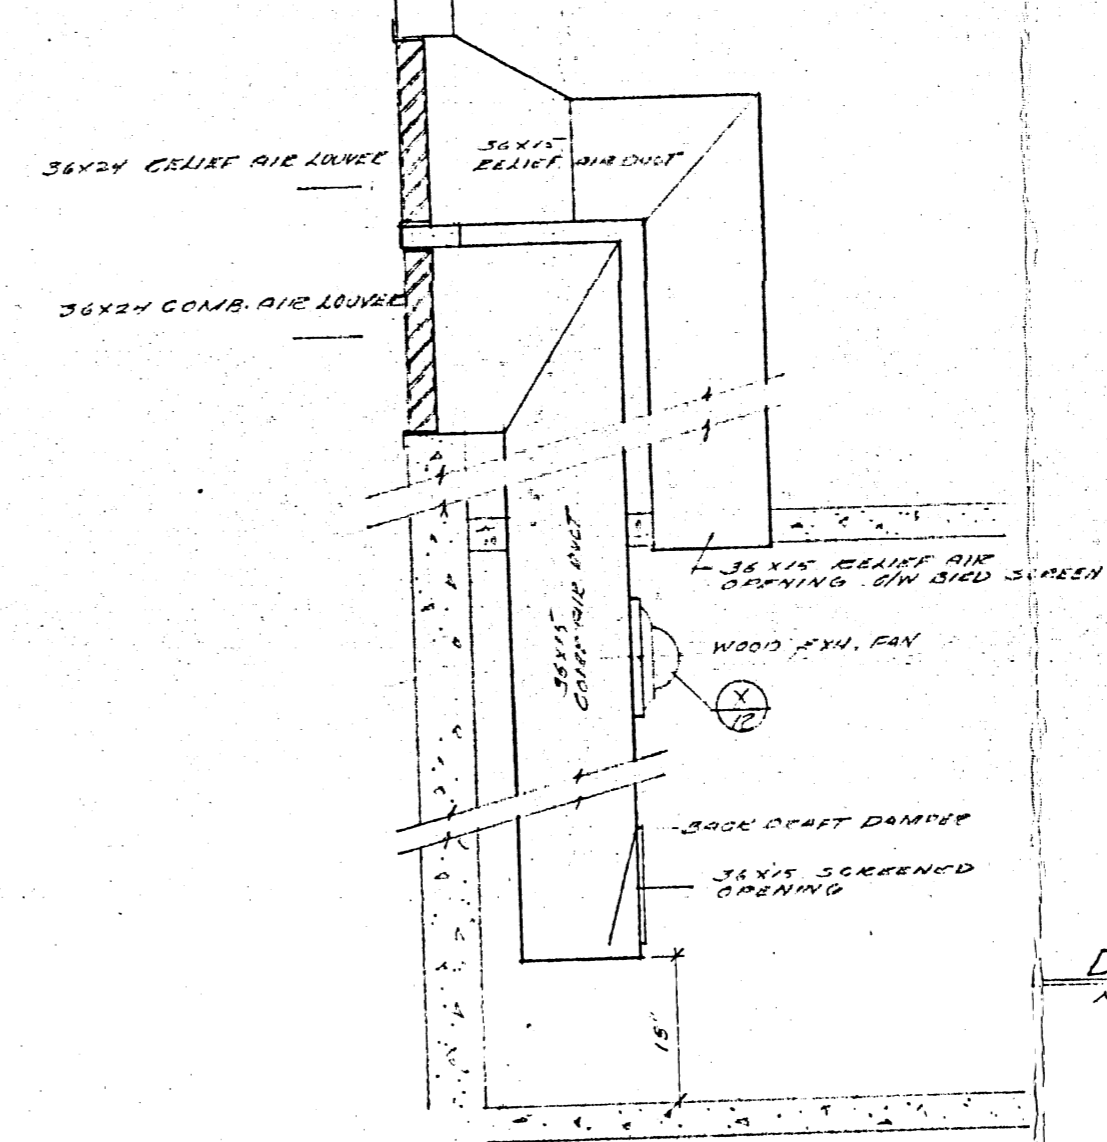 36X15
36X24 RELIEF AIR LOUVER
RELIEF AIR DUCT
36X24 COMB. AIR LOUVER
36X15 RELIEF AIR
OPENING C/W BIRD SCREEN
36X15
COMB. AIR DUCT
WOOD EXH. FAN
X
12
BACK DRAFT DAMPER
36X15 SCREENED
OPENING